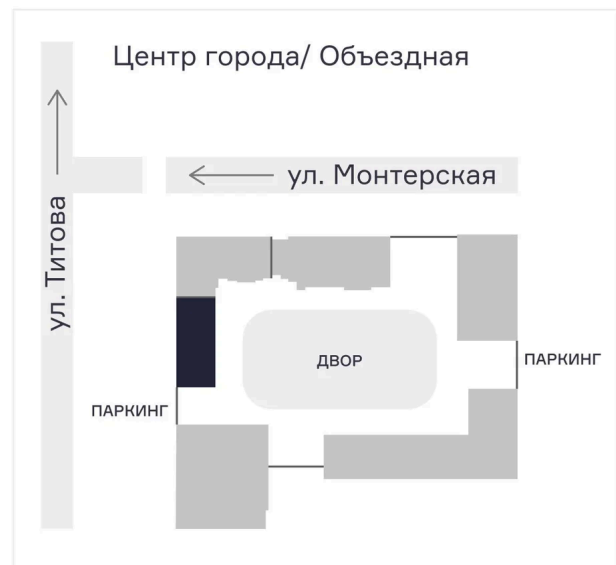 Центр города/ Объездная
ул. Монтерская
ул. Титова
ДВОР
ПАРКИНГ
ПАРКИНГ